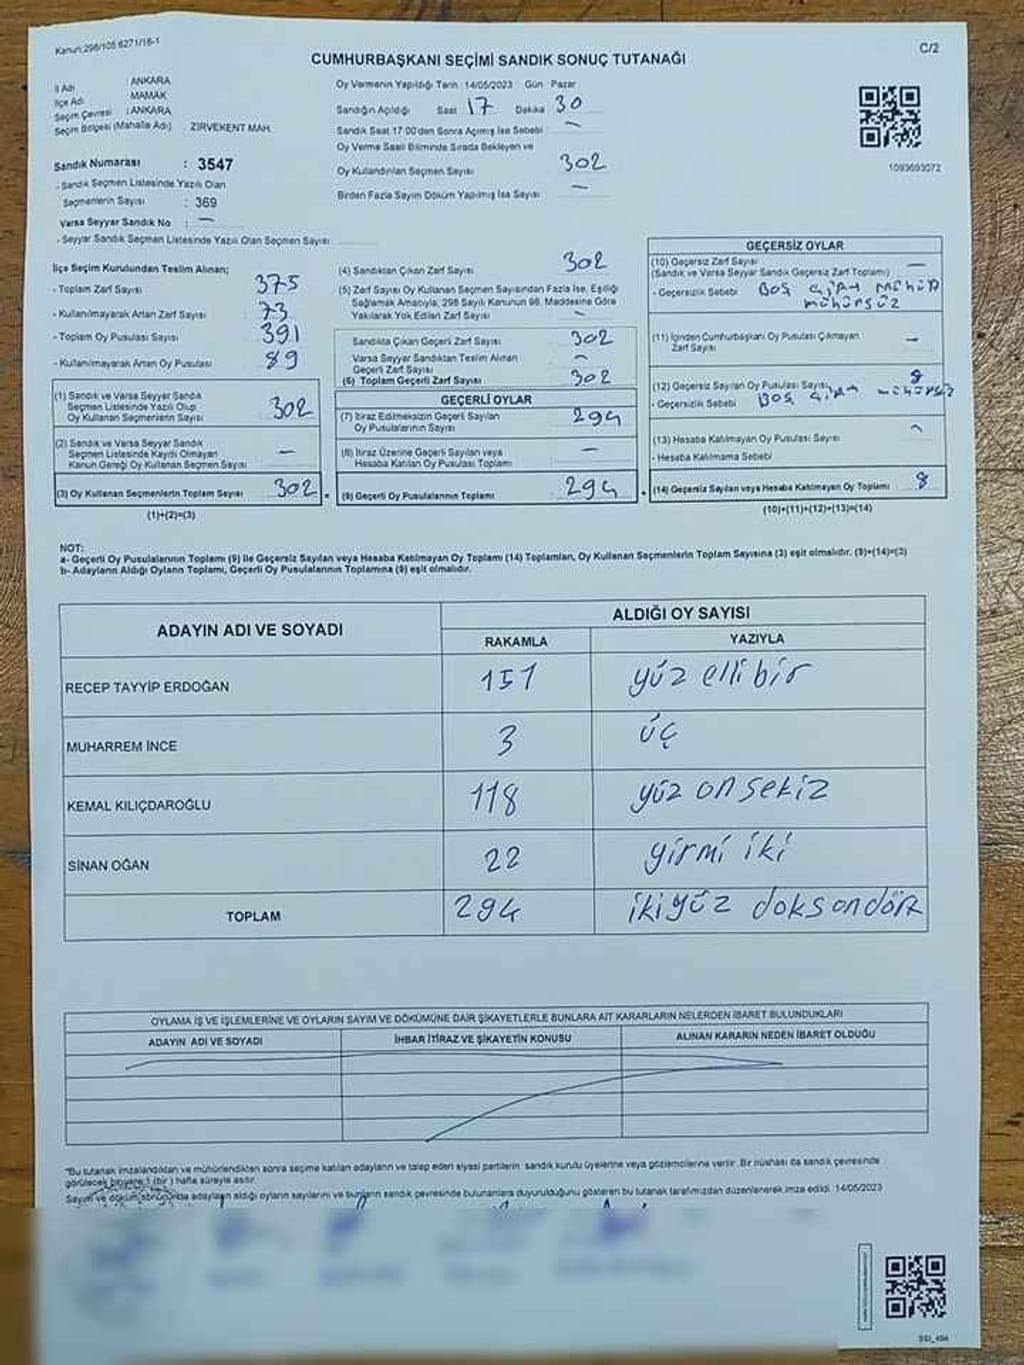 Kanun:298/105 6271/16-1
C/2
CUMHURBAŞKANI SEÇİMİ SANDIK SONUÇ TUTANAĞI
İl Adı ANKARA
İlçe Adı MAMAK
Seçim Çevresi : ANKARA
Seçim Bölgesi (Mahalle Adı) ZİRVEKENT MAH.
Sandık Numarası : 3547
- Sandık Seçmen Listesinde Yazılı Olan
Seçmenlerin Sayısı : 369
Varsa Seyyar Sandık No : —
- Seyyar Sandık Seçmen Listesinde Yazılı Olan Seçmen Sayısı
Oy Vermenin Yapıldığı Tarih : 14/05/2023 Gün Pazar
Sandığın Açıldığı Saat 17 Dakika 30
Sandık Saat 17:00'den Sonra Açılmış İse Sebebi —
Oy Verme Saati Bitiminde Sırada Bekleyen ve
Oy Kullandırılan Seçmen Sayısı 302
Birden Fazla Sayım Döküm Yapılmış İse Sayısı —
1093693072
İlçe Seçim Kurulundan Teslim Alınan;
- Toplam Zarf Sayısı 375
- Kullanılmayarak Artan Zarf Sayısı 73
- Toplam Oy Pusulası Sayısı 391
- Kullanılmayarak Artan Oy Pusulası 89
(1) Sandık ve Varsa Seyyar Sandık
Seçmen Listesinde Yazılı Olup
Oy Kullanan Seçmenlerin Sayısı 302
(2) Sandık ve Varsa Seyyar Sandık
Seçmen Listesinde Kaydı Olmayan
Kanun Gereği Oy Kullanan Seçmen Sayısı —
(3) Oy Kullanan Seçmenlerin Toplam Sayısı 302
(1)+(2)=(3)
(4) Sandıktan Çıkan Zarf Sayısı 302
(5) Zarf Sayısı Oy Kullanan Seçmen Sayısından Fazla İse, Eşitliği
Sağlamak Amacıyla, 298 Sayılı Kanunun 98. Maddesine Göre
Yakılarak Yok Edilen Zarf Sayısı —
Sandıkta Çıkan Geçerli Zarf Sayısı 302
Varsa Seyyar Sandıktan Teslim Alınan
Geçerli Zarf Sayısı —
(6) Toplam Geçerli Zarf Sayısı 302
GEÇERLİ OYLAR
(7) İtiraz Edilmeksizin Geçerli Sayılan
Oy Pusulalarının Sayısı 294
(8) İtiraz Üzerine Geçerli Sayılan veya
Hesaba Katılan Oy Pusulası Toplamı —
(9) Geçerli Oy Pusulalarının Toplamı 294
GEÇERSİZ OYLAR
(10) Geçersiz Zarf Sayısı —
(Sandık ve Varsa Seyyar Sandık Geçersiz Zarf Toplamı)
- Geçersizlik Sebebi BOŞ ÇİFT MÜHÜR
MÜHÜRSÜZ
(11) İçinden Cumhurbaşkanı Oy Pusulası Çıkmayan
Zarf Sayısı —
(12) Geçersiz Sayılan Oy Pusulası Sayısı 8
- Geçersizlik Sebebi BOŞ ÇİFT mühürsüz
(13) Hesaba Katılmayan Oy Pusulası Sayısı —
- Hesaba Katılmama Sebebi
(14) Geçersiz Sayılan veya Hesaba Katılmayan Oy Toplamı 8
(10)+(11)+(12)+(13)=(14)
NOT:
a- Geçerli Oy Pusulalarının Toplamı (9) ile Geçersiz Sayılan veya Hesaba Katılmayan Oy Toplamı (14) Toplamları, Oy Kullanan Seçmenlerin Toplam Sayısına (3) eşit olmalıdır. (9)+(14)=(3)
b- Adayların Aldığı Oyların Toplamı, Geçerli Oy Pusulalarının Toplamına (9) eşit olmalıdır.
ADAYIN ADI VE SOYADI ALDIĞI OY SAYISI
RAKAMLA YAZIYLA
RECEP TAYYİP ERDOĞAN 151 yüz elli bir
MUHARREM İNCE 3 üç
KEMAL KILIÇDAROĞLU 118 yüz on sekiz
SİNAN OĞAN 22 yirmi iki
TOPLAM 294 ikiyüz doksandört
OYLAMA İŞ VE İŞLEMLERİNE VE OYLARIN SAYIM VE DÖKÜMÜNE DAİR ŞİKAYETLERLE BUNLARA AİT KARARLARIN NELERDEN İBARET BULUNDUKLARI
ADAYIN ADI VE SOYADI İHBAR İTİRAZ VE ŞİKAYETİN KONUSU ALINAN KARARIN NEDEN İBARET OLDUĞU
"Bu tutanak imzalandıktan ve mühürlendikten sonra seçime katılan adayların ve talep eden siyasi partilerin sandık kurulu üyelerine veya gözlemcilerine verilir. Bir nüshası da sandık çevresinde
görülecek bir yere 1 (bir) hafta süreyle asılır.
Sayım ve döküm sonucunda adayların aldığı oyların sayılarını ve bunların sandık çevresinde bulunanlara duyurulduğunu gösteren bu tutanak tarafımızdan düzenlenerek imza edildi. 14/05/2023
SSI_494